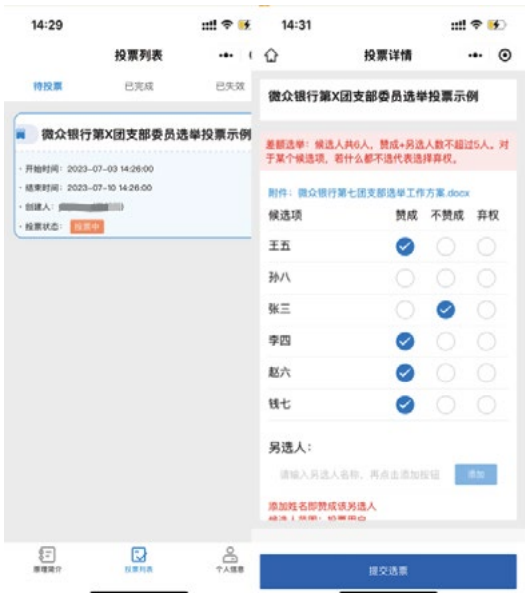 14:29
投票列表
待投票
已完成
已失效
微众银行第X团支部委员选举投票示例
· 开始时间: 2023-07-03 14:26:00
· 结束时间: 2023-07-10 14:26:00
· 创建人:
· 投票状态: 投票中
原理简介
投票列表
个人信息
14:31
投票详情
微众银行第X团支部委员选举投票示例
差额选举: 候选人共6人, 赞成+另选人数不超过5人。对
于某个候选项, 若什么都不选代表选择弃权。
附件: 微众银行第七团支部选举工作方案.docx
候选项 赞成 不赞成 弃权
王五
孙八
张三
李四
赵六
钱七
另选人:
请输入另选人名称, 再点击添加按钮 添加
添加姓名即赞成该另选人
提交选票